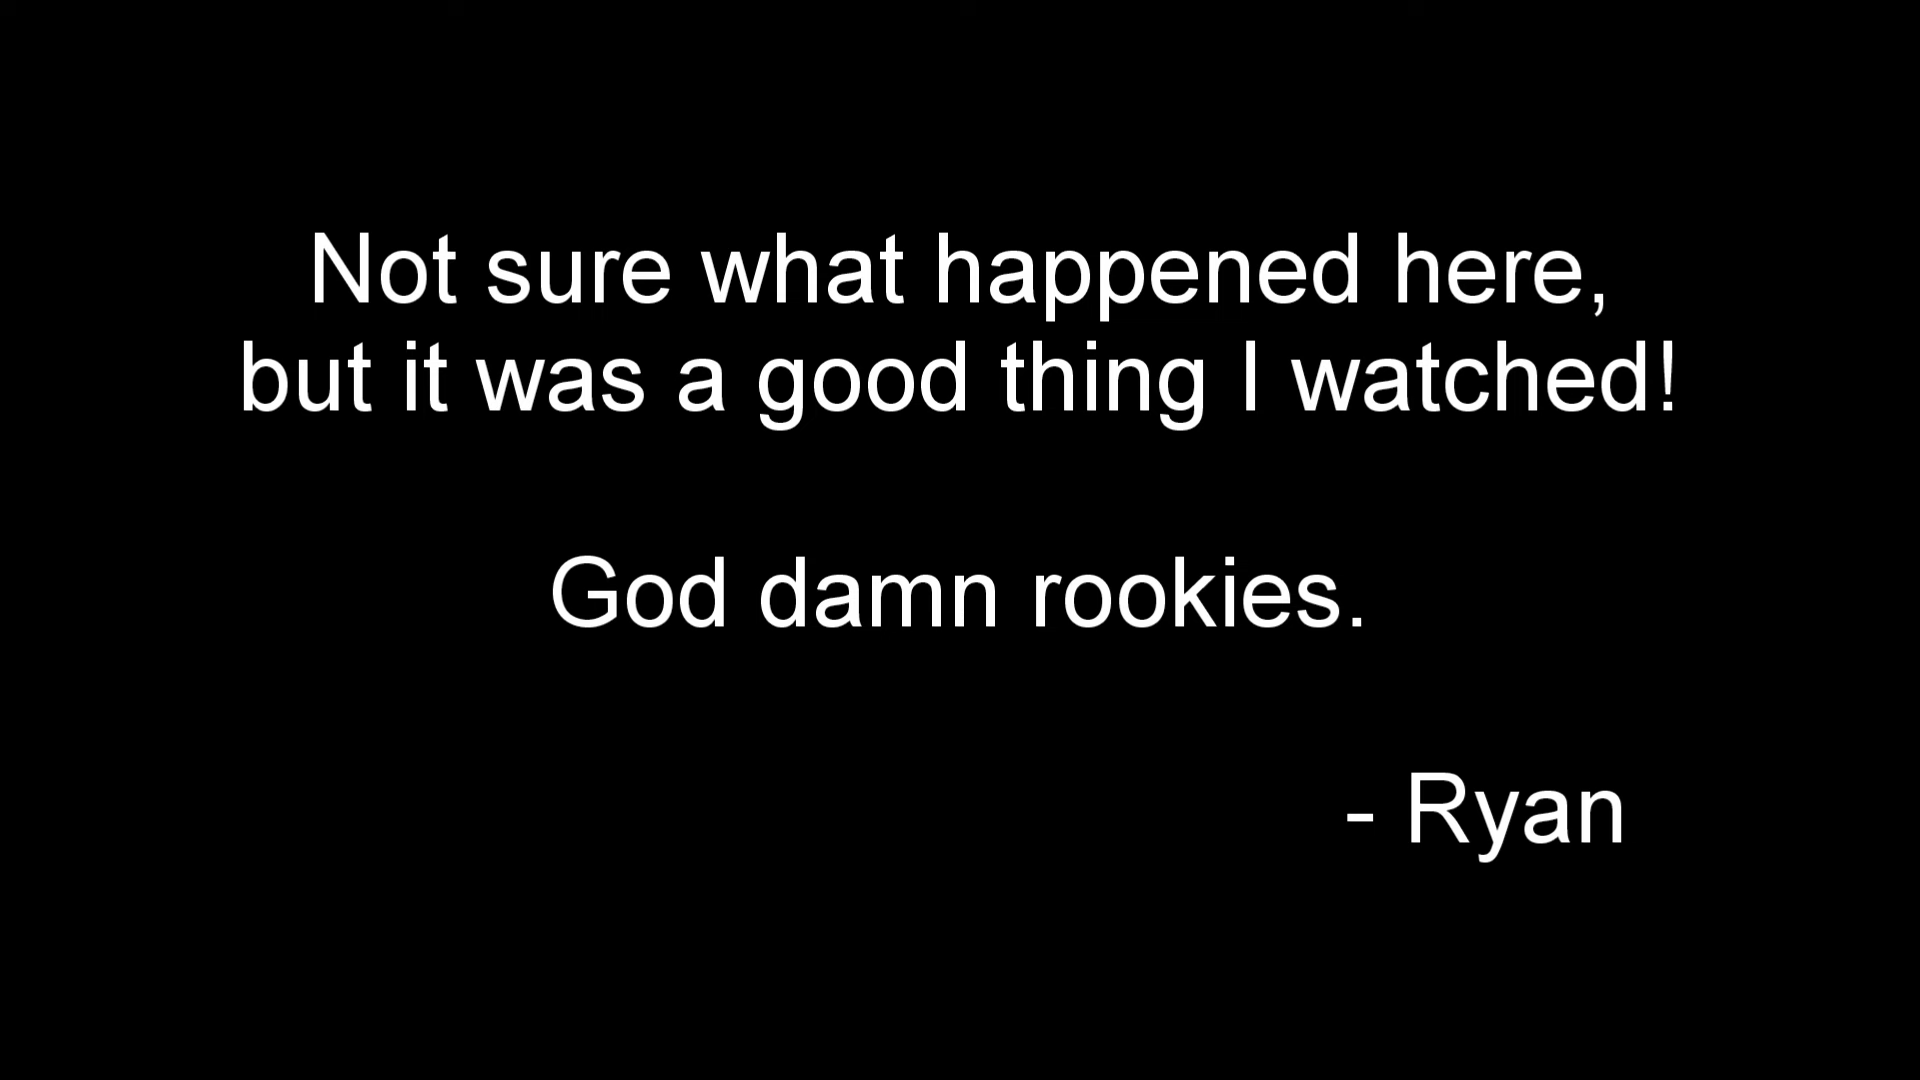 Not sure what happened here,
but it was a good thing I watched!
God damn rookies.
- Ryan